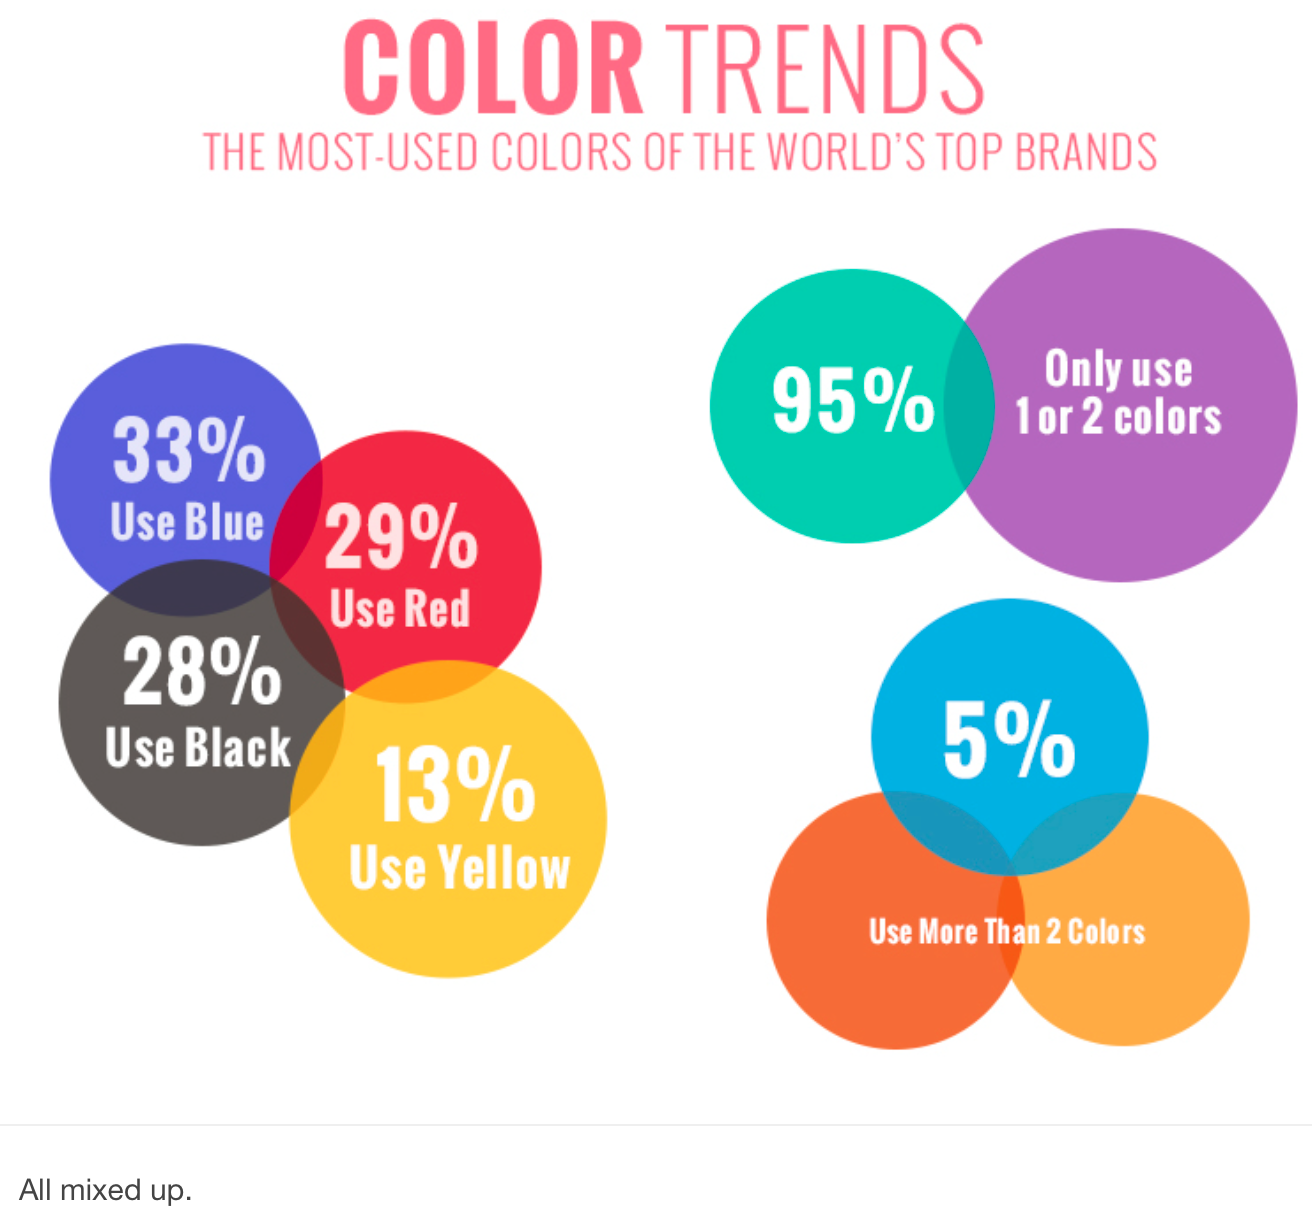 COLOR TRENDS
THE MOST-USED COLORS OF THE WORLD'S TOP BRANDS
33%
Use Blue
29%
Use Red
28%
Use Black
13%
Use Yellow
95%
Only use
1 or 2 colors
5%
Use More Than 2 Colors
All mixed up.